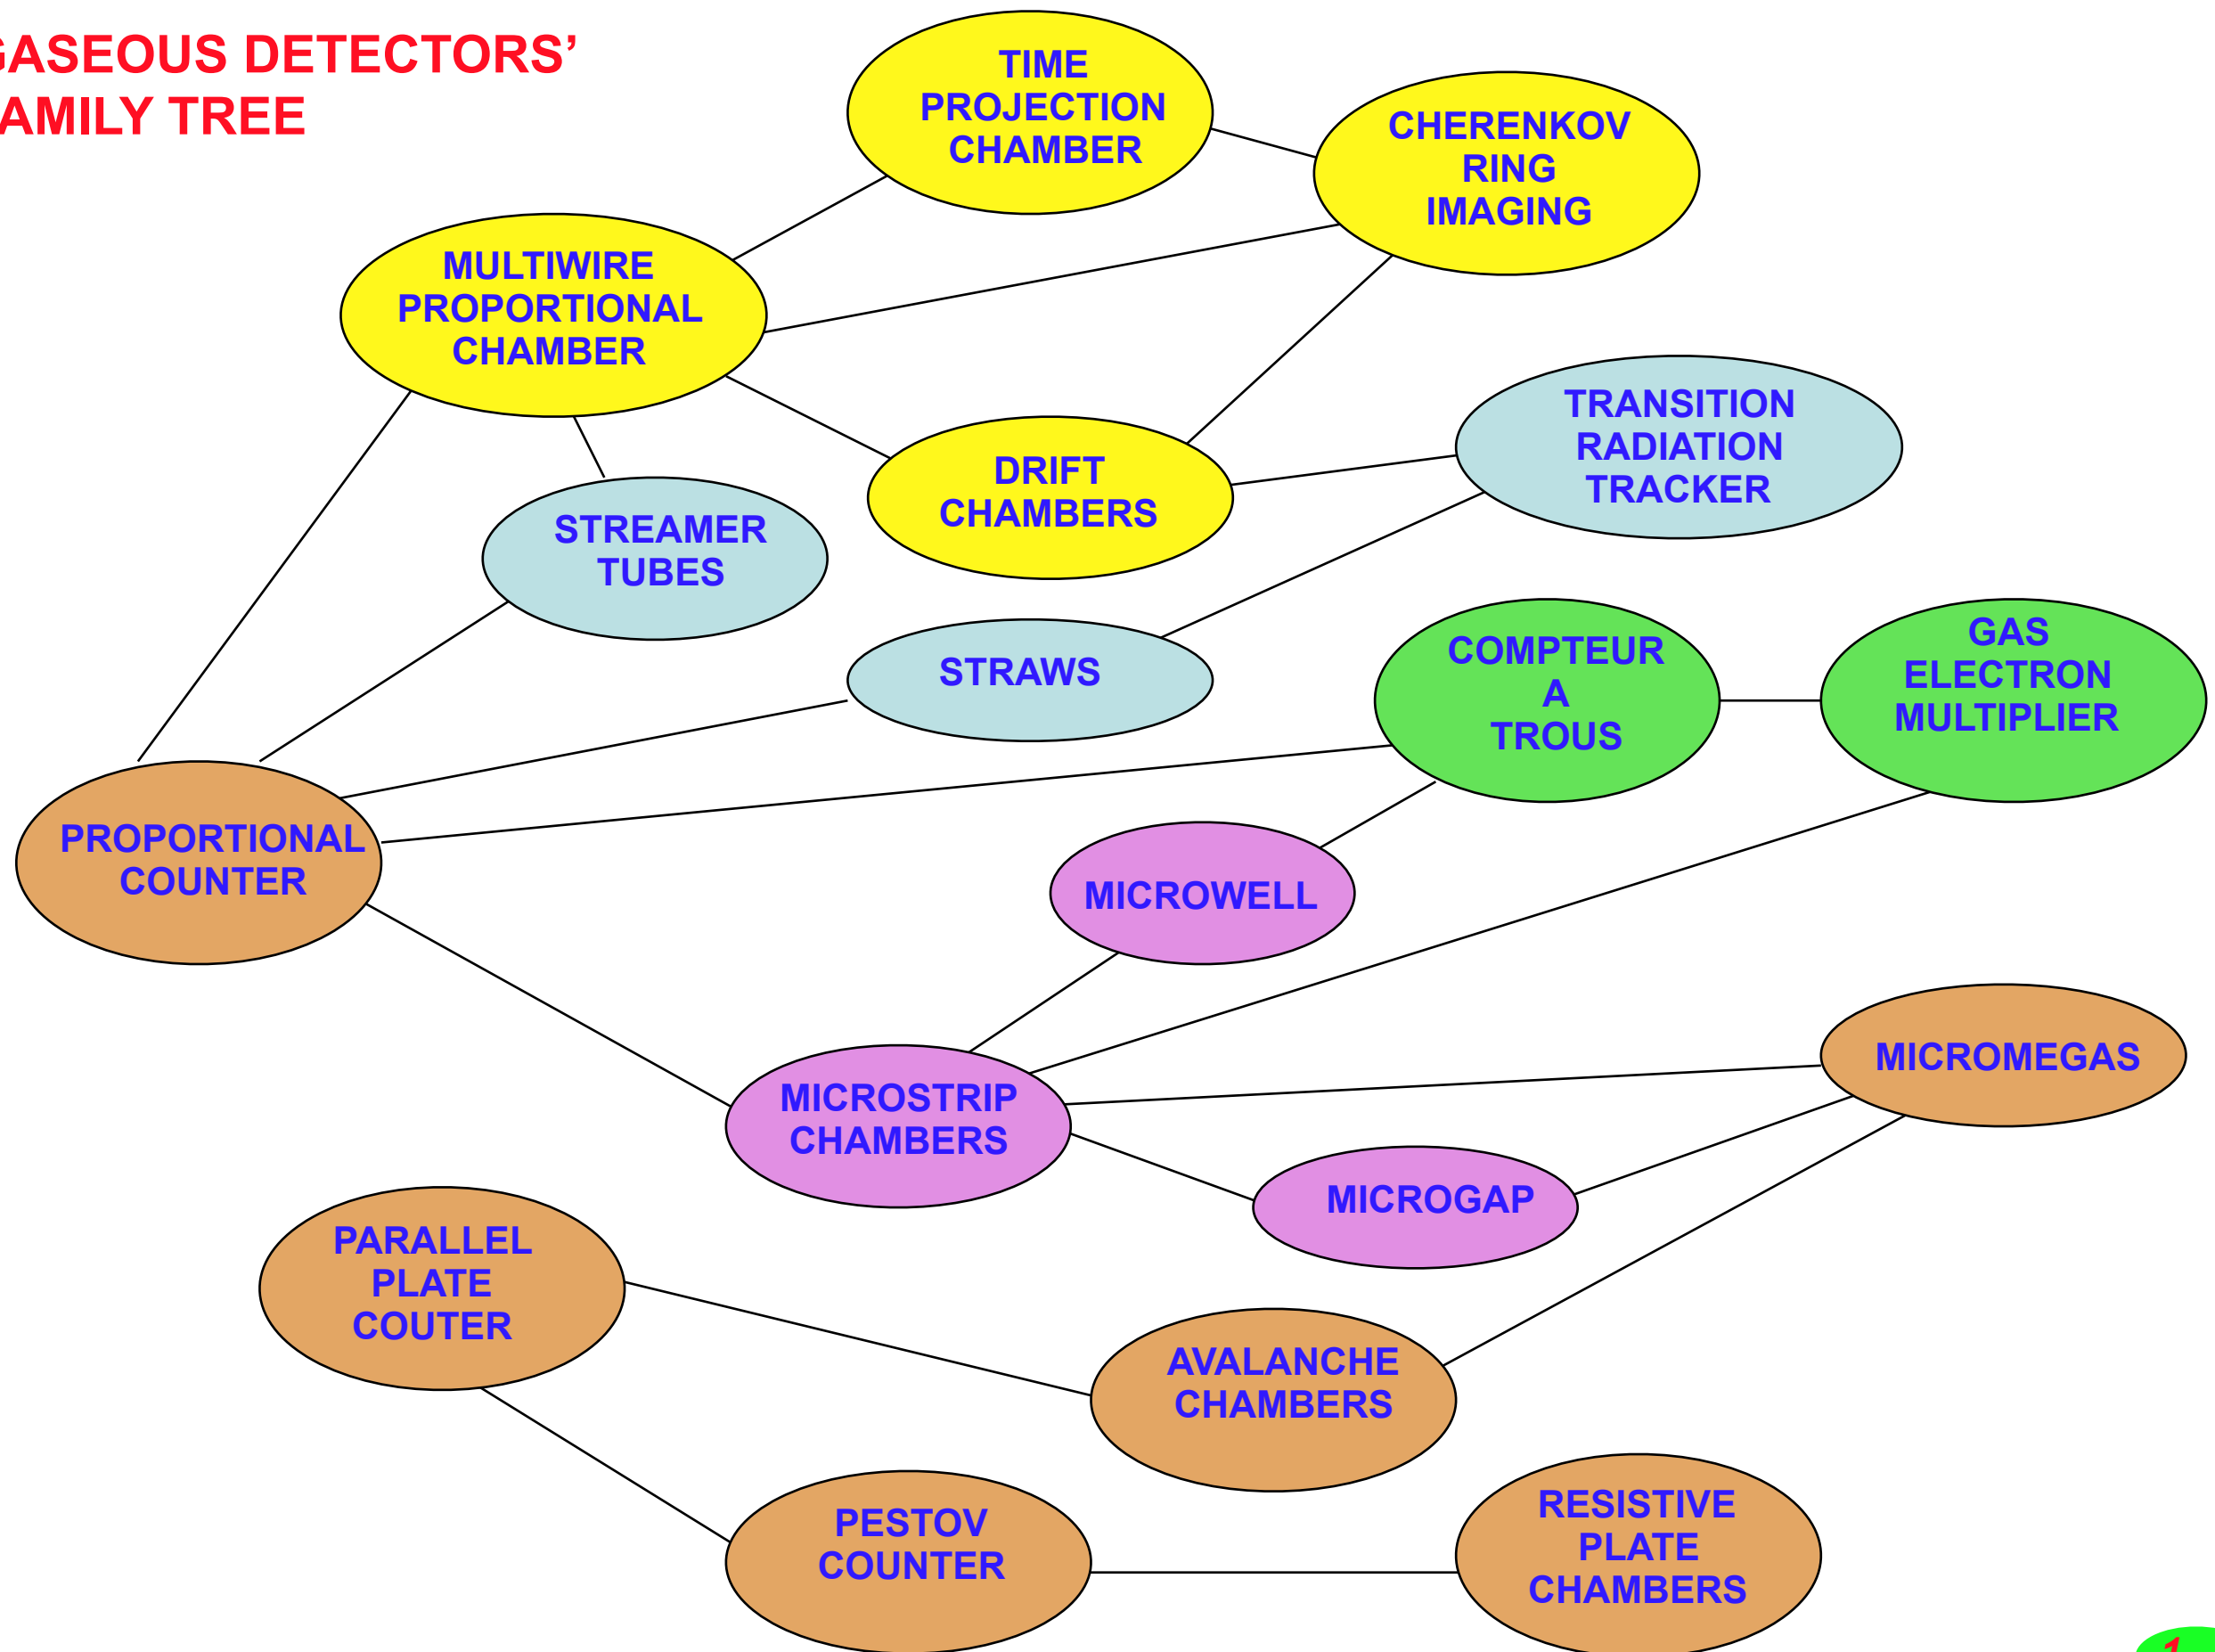 GASEOUS DETECTORS’
AMILY TREE
TIME
PROJECTION
CHAMBER
CHERENKOV
RING
IMAGING
MULTIWIRE
PROPORTIONAL
CHAMBER
TRANSITION
RADIATION
TRACKER
DRIFT
CHAMBERS
STREAMER
TUBES
STRAWS
COMPTEUR
A
TROUS
GAS
ELECTRON
MULTIPLIER
PROPORTIONAL
COUNTER
MICROWELL
MICROMEGAS
MICROSTRIP
CHAMBERS
MICROGAP
PARALLEL
PLATE
COUTER
AVALANCHE
CHAMBERS
PESTOV
COUNTER
RESISTIVE
PLATE
CHAMBERS
1